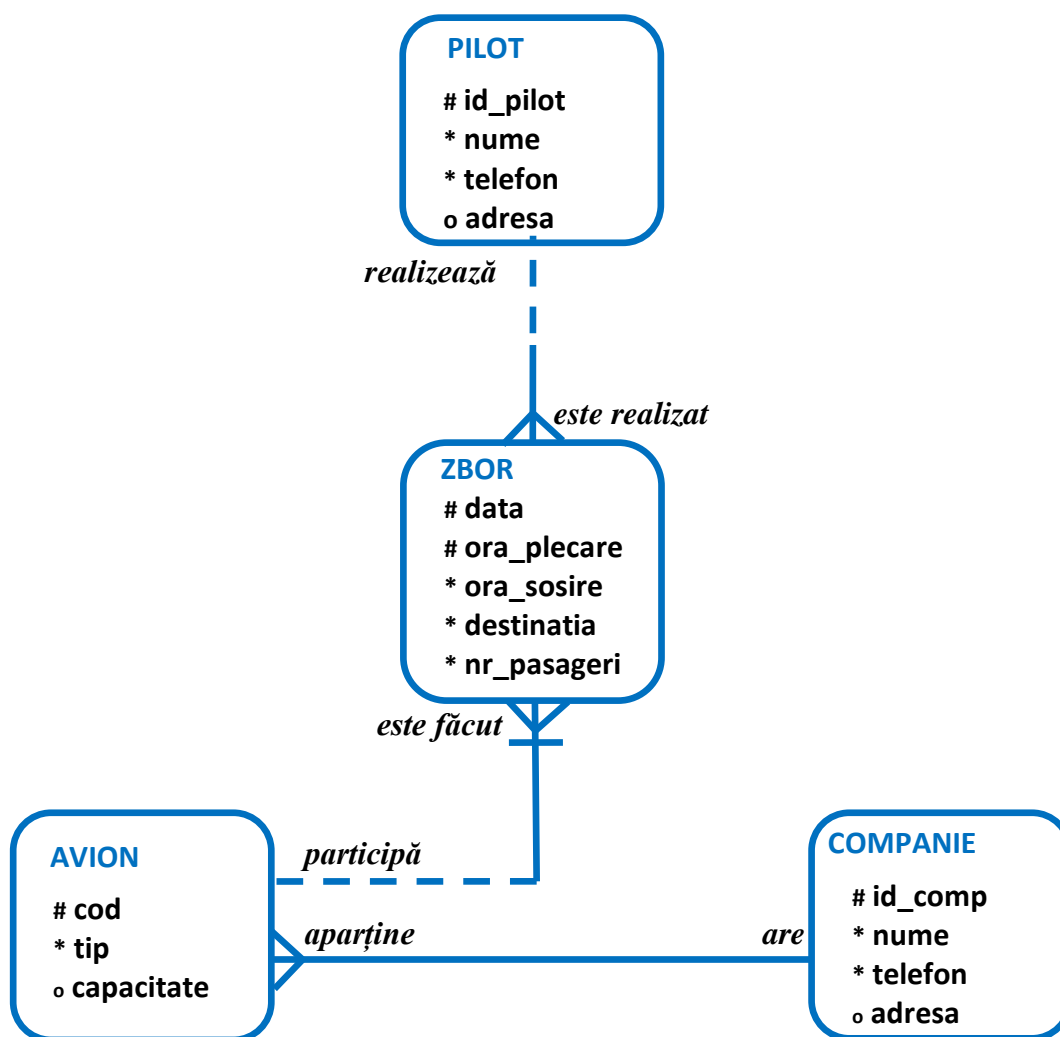 PILOT
# id_pilot
* nume
* telefon
o adresa
realizează
este realizat
ZBOR
# data
# ora_plecare
* ora_sosire
* destinatia
* nr_pasageri
este făcut
AVION
# cod
* tip
o capacitate
participă
aparține
are
COMPANIE
# id_comp
* nume
* telefon
o adresa